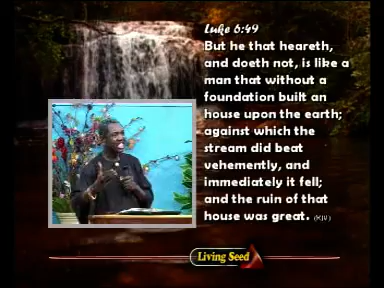 Luke 6:49
But he that heareth,
and doeth not, is like a
man that without a
foundation built an
house upon the earth;
against which the
stream did beat
vehemently, and
immediately it fell;
and the ruin of that
house was great. (KJV)
Living Seed